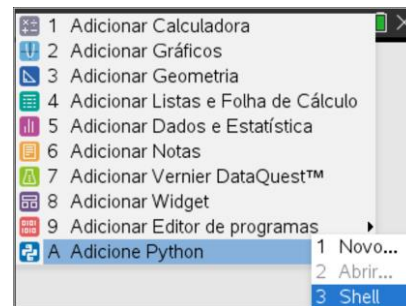 1 Adicionar Calculadora
2 Adicionar Gráficos
3 Adicionar Geometria
4 Adicionar Listas e Folha de Cálculo
5 Adicionar Dados e Estatística
6 Adicionar Notas
7 Adicionar Vernier DataQuest™
8 Adicionar Widget
9 Adicionar Editor de programas
A Adicione Python
1 Novo...
2 Abrir...
3 Shell